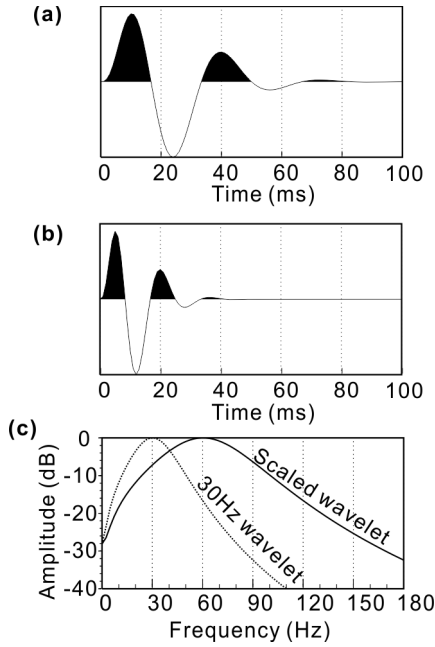 (a)
0 20 40 60 80 100
Time (ms)
(b)
0 20 40 60 80 100
Time (ms)
(c)
0
-10
-20
-30
-40
Amplitude (dB)
Scaled wavelet
30Hz wavelet
0 30 60 90 120 150 180
Frequency (Hz)